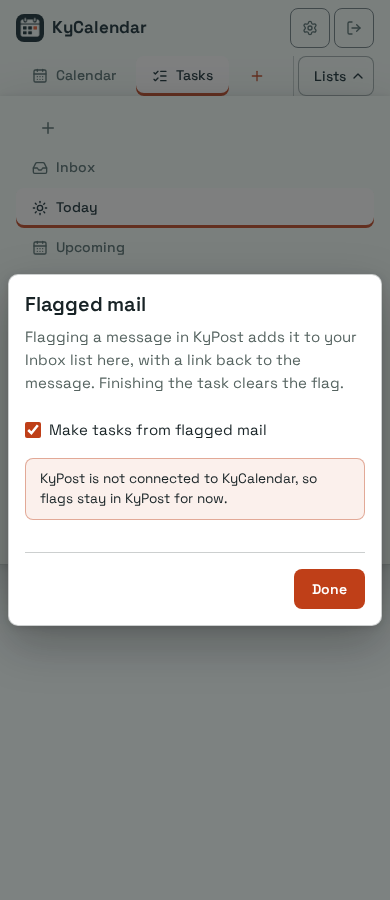 KyCalendar
Calendar
Tasks
Lists
Inbox
Today
Upcoming
Flagged mail
Flagging a message in KyPost adds it to your
Inbox list here, with a link back to the
message. Finishing the task clears the flag.
Make tasks from flagged mail
KyPost is not connected to KyCalendar, so
flags stay in KyPost for now.
Done